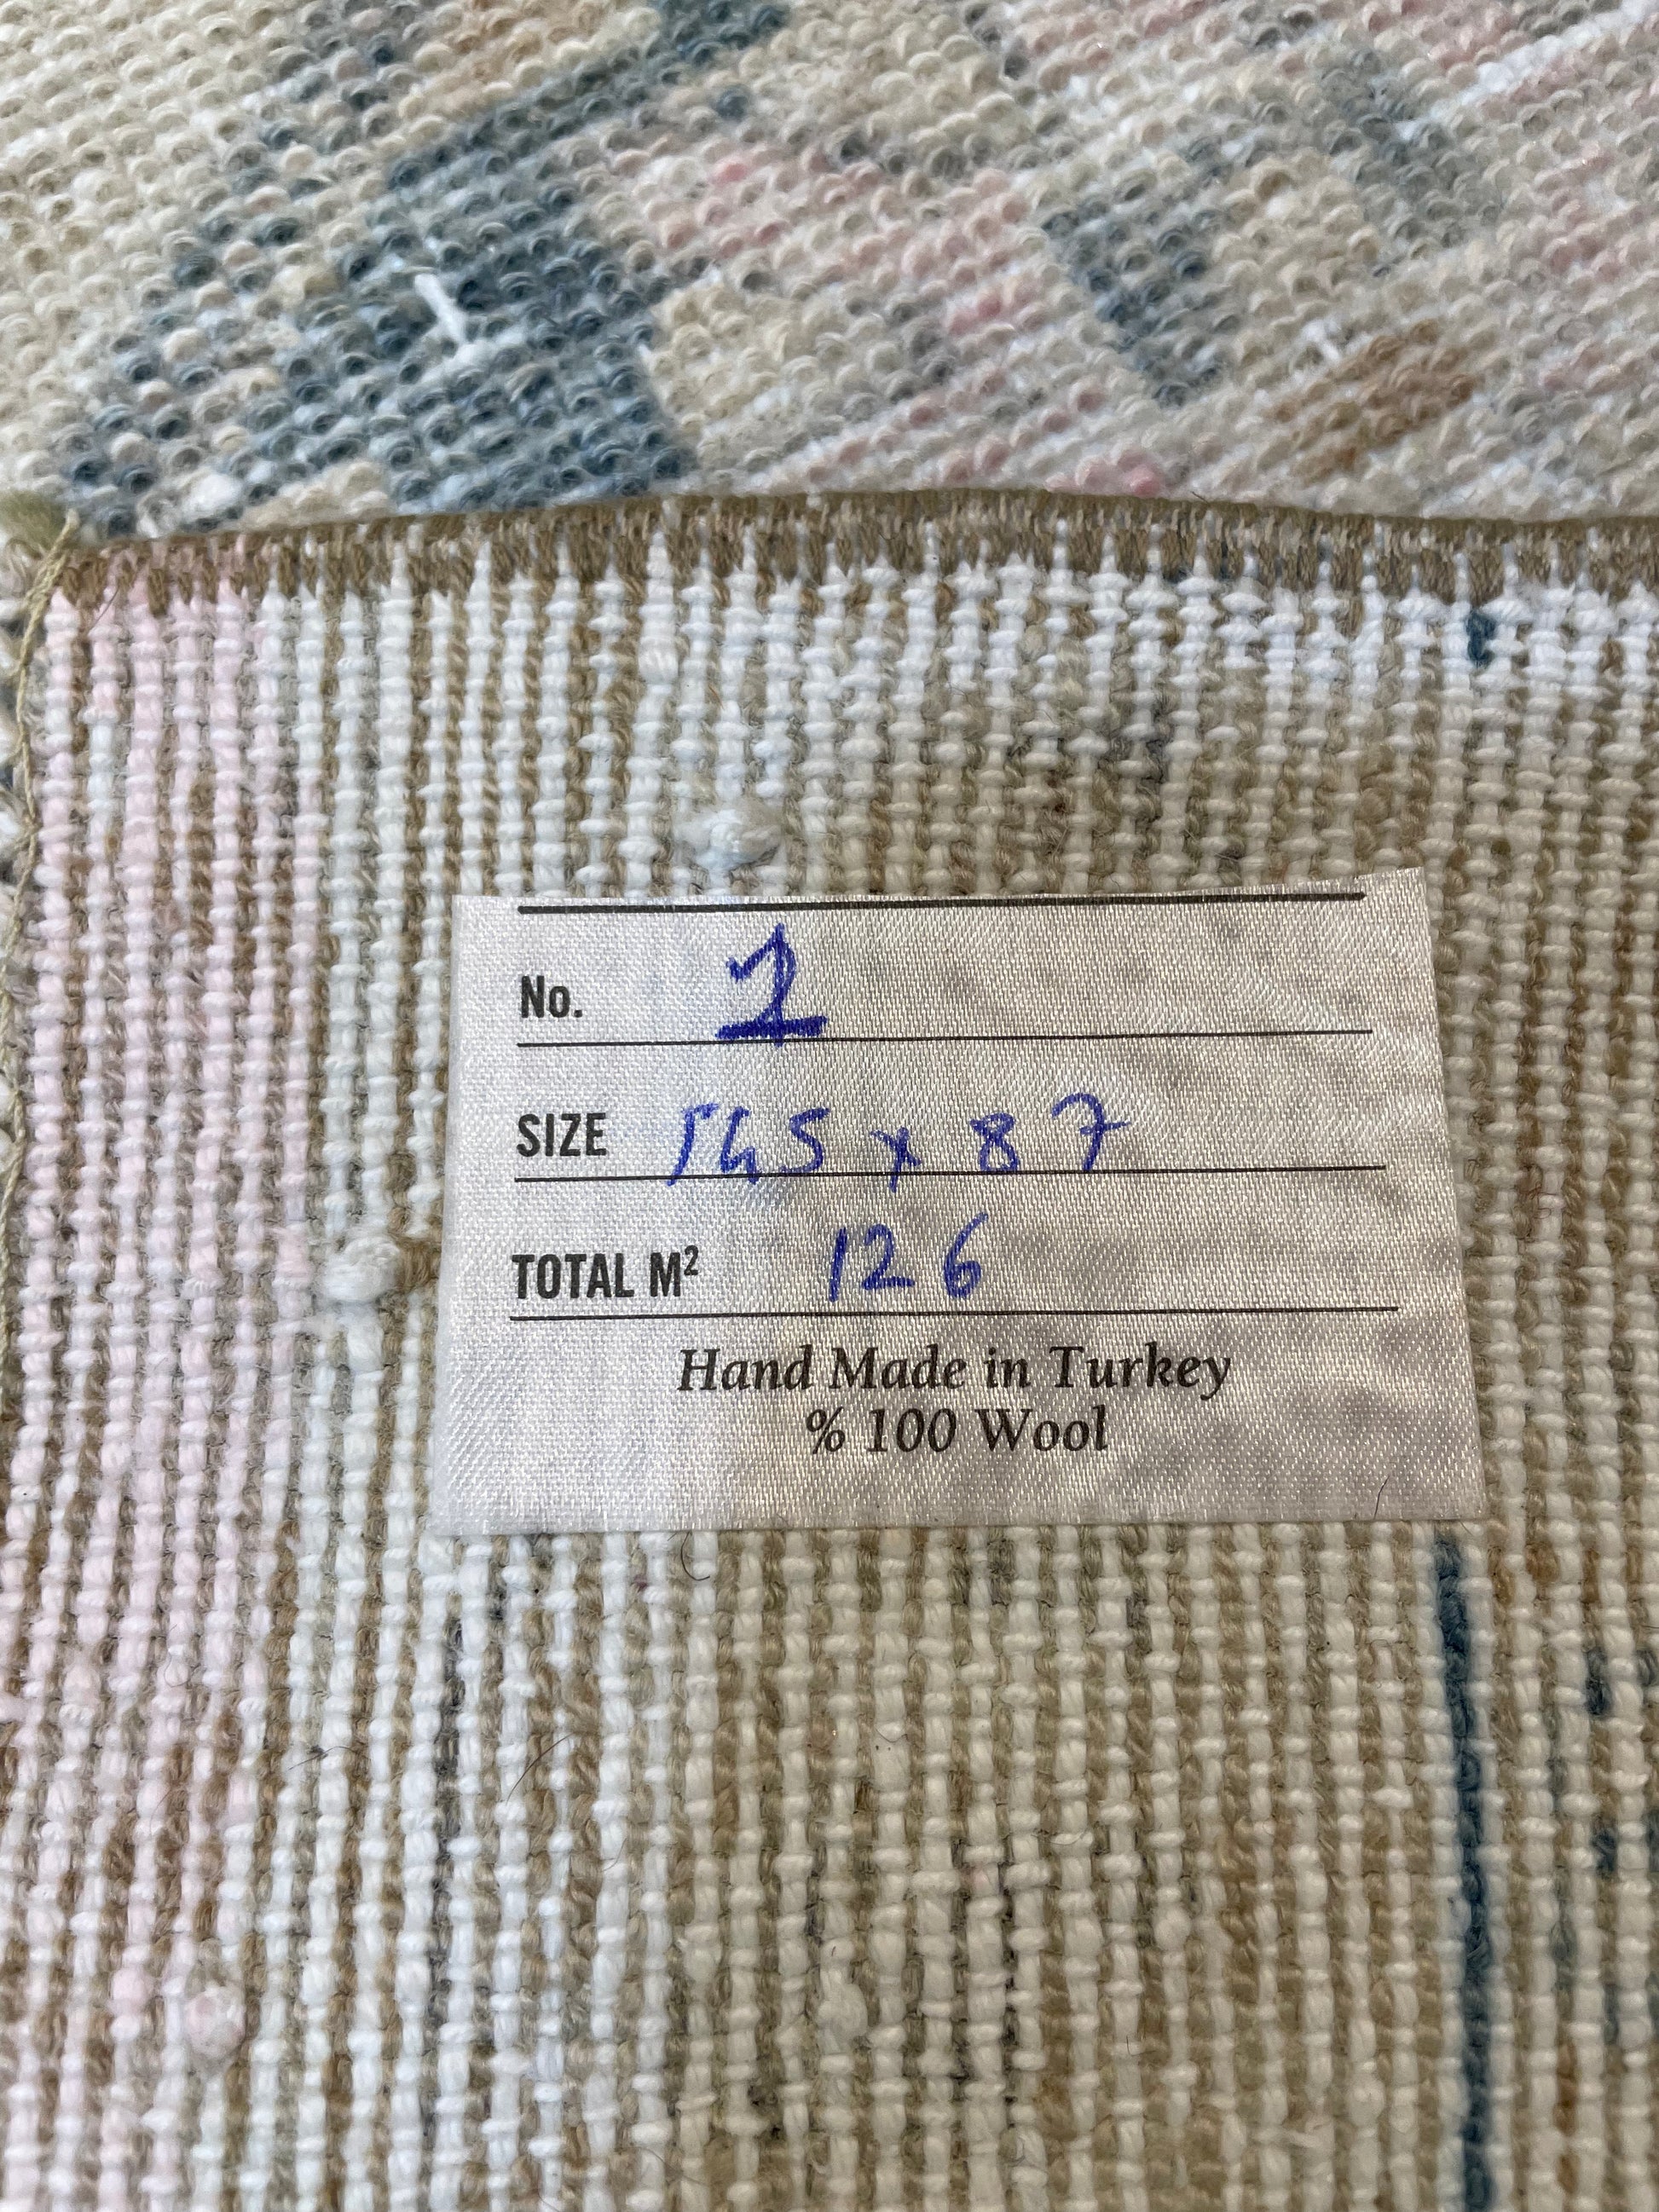 No. 1
SIZE 145 x 87
TOTAL M² 126
Hand Made in Turkey
% 100 Wool